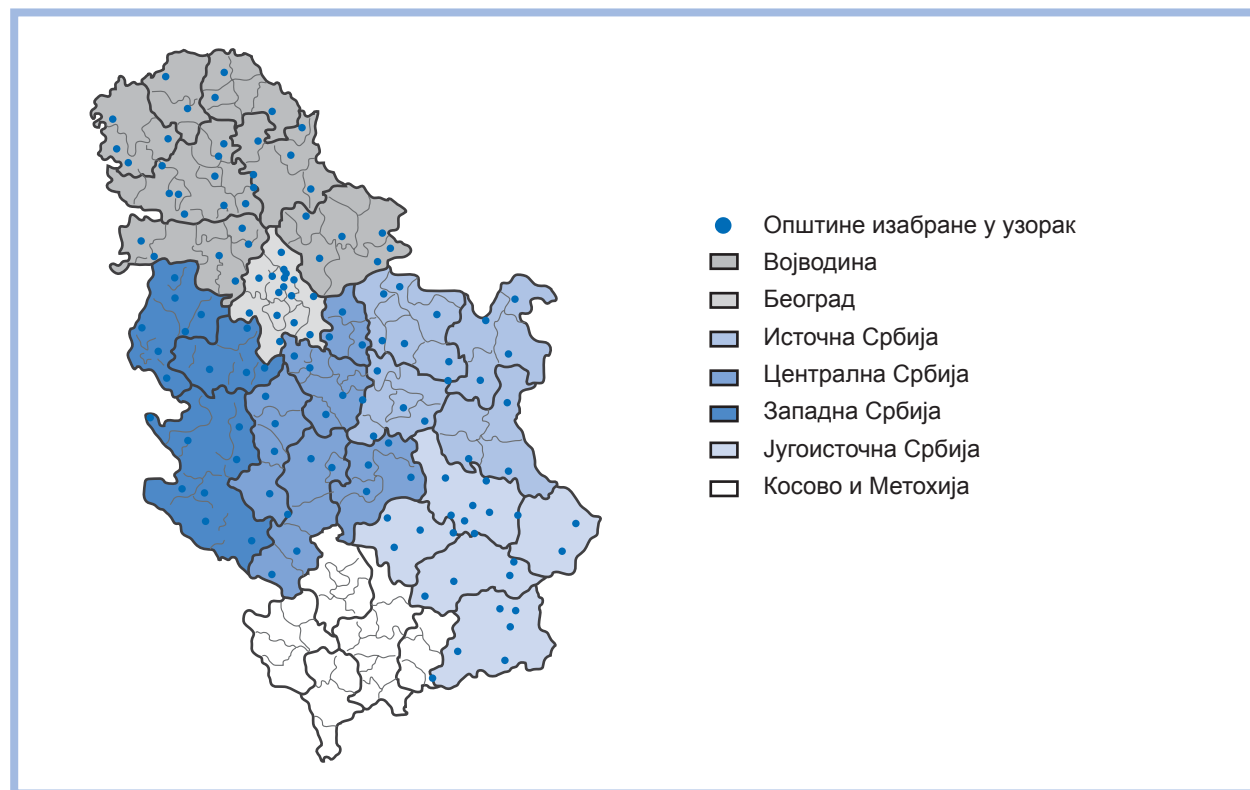 Општине изабране у узорак
Војводина
Београд
Источна Србија
Централна Србија
Западна Србија
Југоисточна Србија
Косово и Метохија